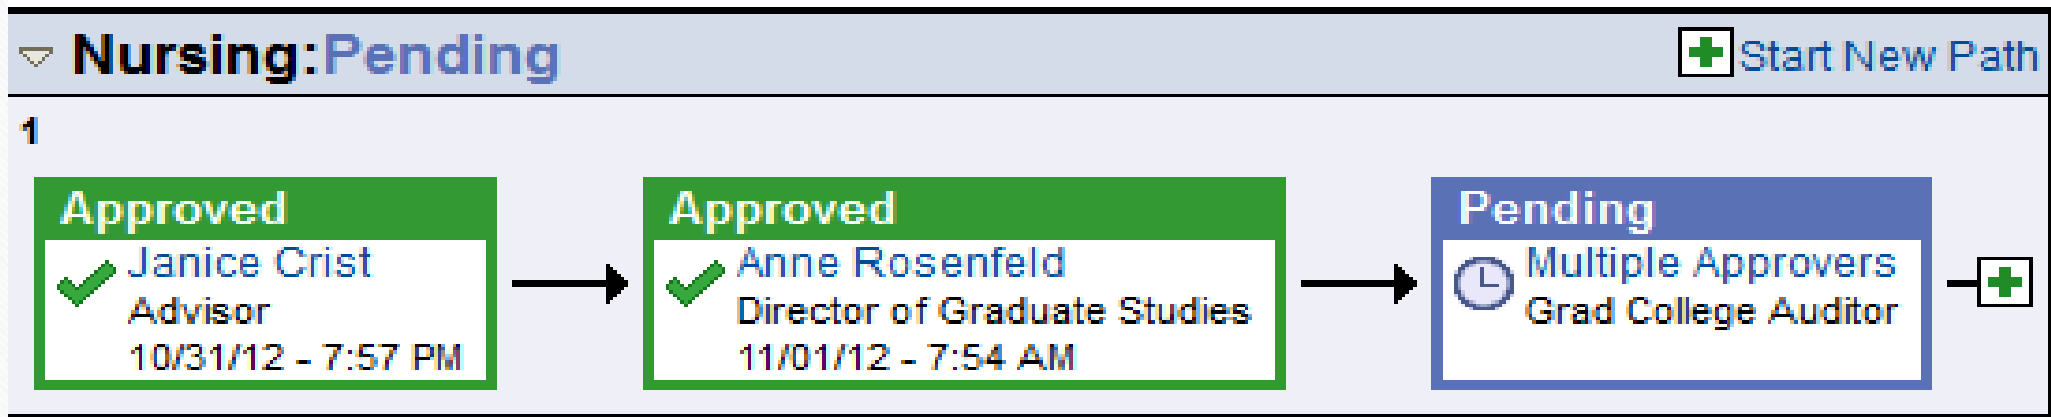 Nursing:Pending
Start New Path
1
Approved
Janice Crist
Advisor
10/31/12 - 7:57 PM
Approved
Anne Rosenfeld
Director of Graduate Studies
11/01/12 - 7:54 AM
Pending
Multiple Approvers
Grad College Auditor